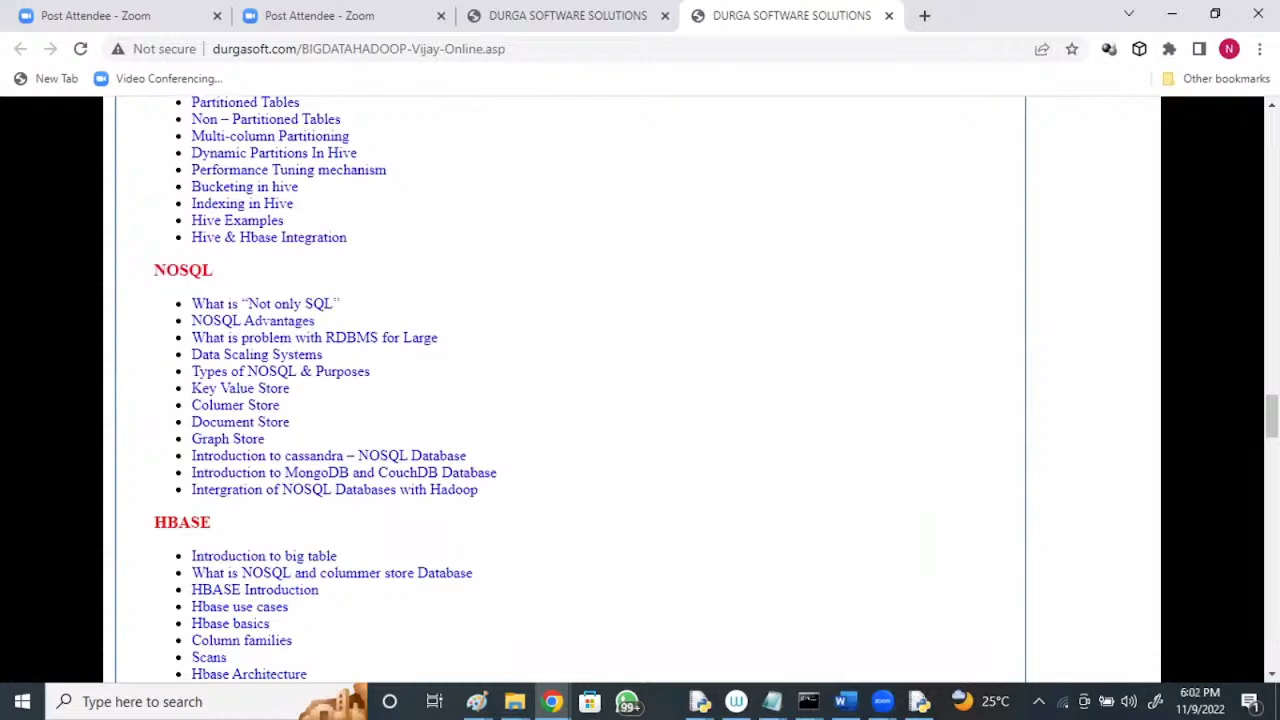 Post Attendee - Zoom
Post Attendee - Zoom
DURGA SOFTWARE SOLUTIONS
DURGA SOFTWARE SOLUTIONS
Not secure
durgasoft.com/BIGDATAHADOOP-Vijay-Online.asp
N
New Tab
Video Conferencing...
Other bookmarks
Partitioned Tables
Non – Partitioned Tables
Multi-column Partitioning
Dynamic Partitions In Hive
Performance Tuning mechanism
Bucketing in hive
Indexing in Hive
Hive Examples
Hive & Hbase Integration
NOSQL
What is “Not only SQL”
NOSQL Advantages
What is problem with RDBMS for Large
Data Scaling Systems
Types of NOSQL & Purposes
Key Value Store
Columer Store
Document Store
Graph Store
Introduction to cassandra – NOSQL Database
Introduction to MongoDB and CouchDB Database
Intergration of NOSQL Databases with Hadoop
HBASE
Introduction to big table
What is NOSQL and colummer store Database
HBASE Introduction
Hbase use cases
Hbase basics
Column families
Scans
Hbase Architecture
Type here to search
99+
W
zoom
25°C
6:02 PM
11/9/2022
1